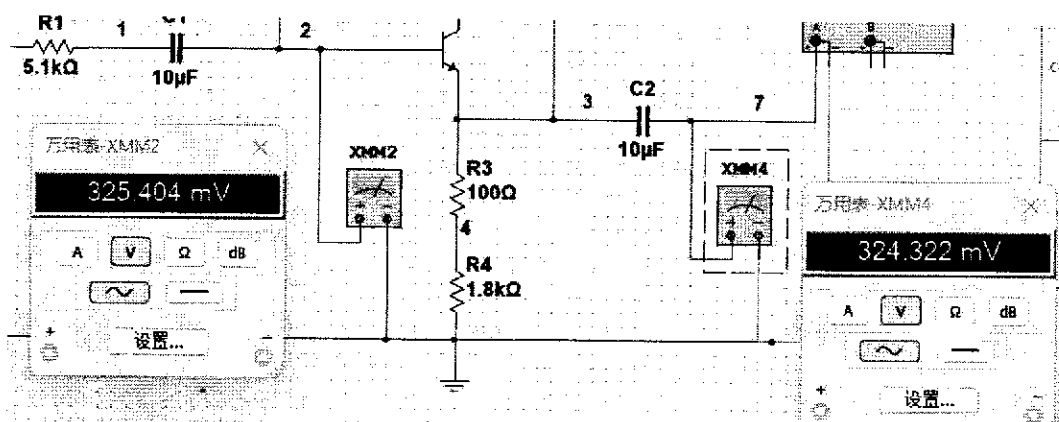 R1
1
C1
2
5.1kΩ
10µF
A
B
3
C2
7
10µF
万用表-XMM2
325.404 mV
A
V
Ω
dB
设置...
+
−
XMM2
+
−
R3
100Ω
4
R4
1.8kΩ
XMM4
+
−
万用表-XMM4
324.322 mV
A
V
Ω
dB
设置...
+
−